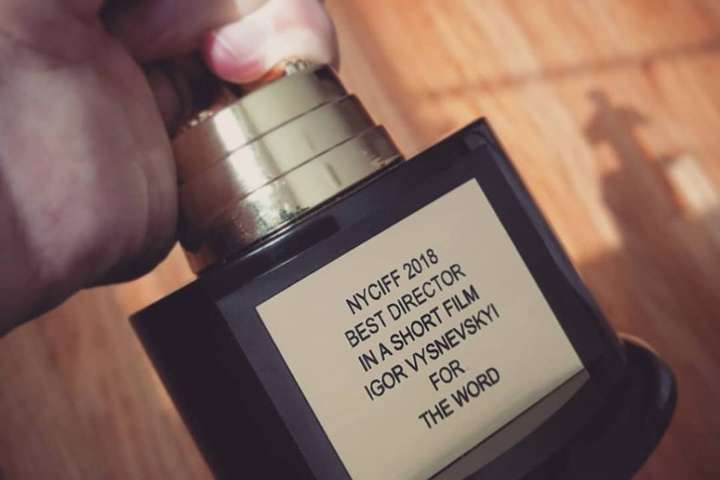 NYCIFF 2018
BEST DIRECTOR
IN A SHORT FILM
IGOR VYSNEVSKYI
FOR
THE WORD